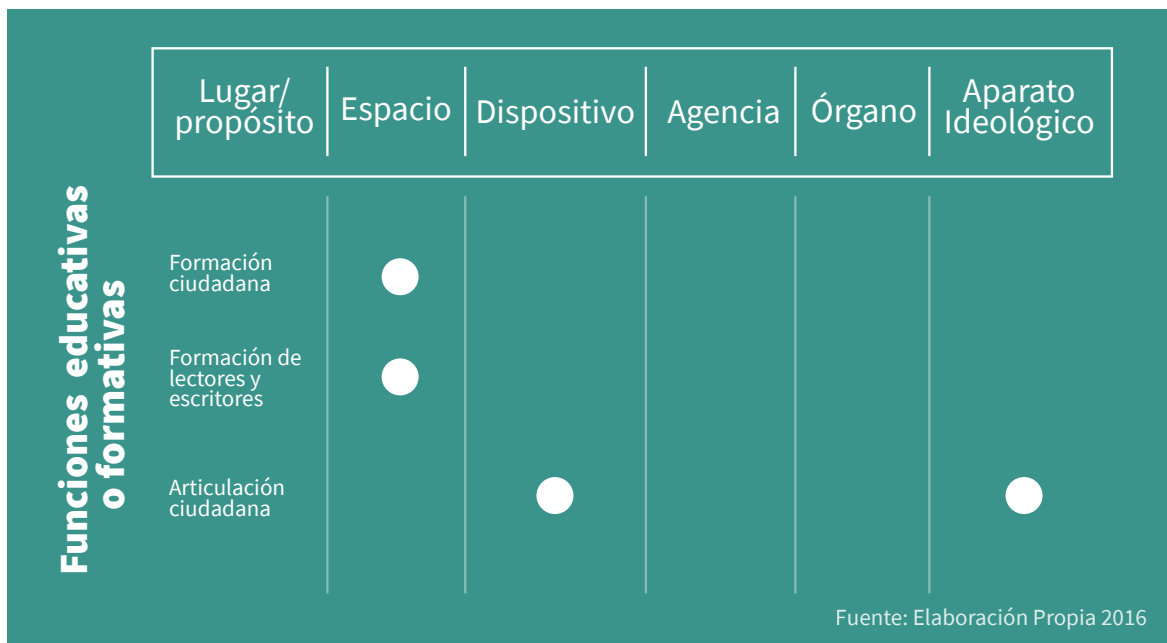 Lugar/
propósito
Espacio
Dispositivo
Agencia
Órgano
Aparato
Ideológico
Funciones educativas
o formativas
Formación
ciudadana
Formación de
lectores y
escritores
Articulación
ciudadana
Fuente: Elaboración Propia 2016